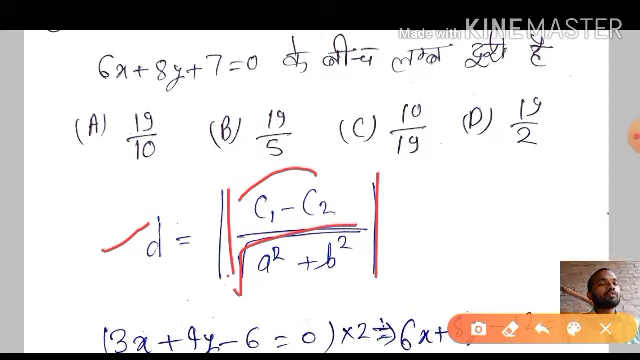 Made with KINEMASTER
6x+8y+7=0 के बीच लम्ब दूरी है
(A) 19/10 (B) 19/5 (C) 10/19 (D) 19/2
d = | (C₁ - C₂) / √(a² + b²) |
(3x+4y-6=0)×2 ⇒ 6x+